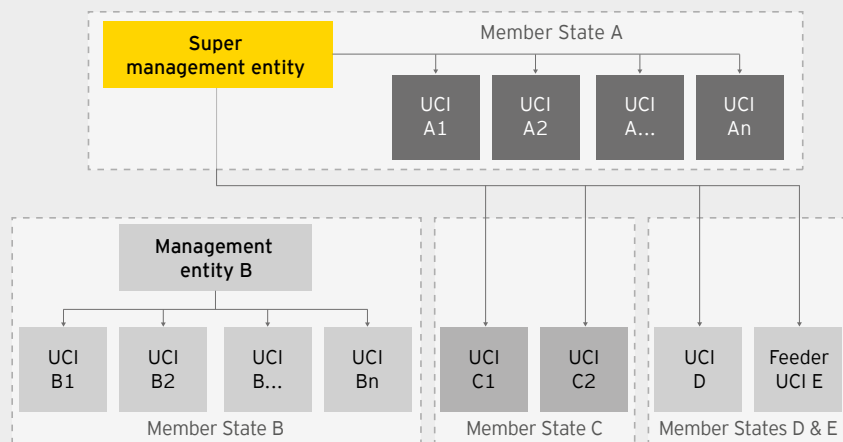 Member State A
Super
management entity
UCI
A1
UCI
A2
UCI
A...
UCI
An
Management
entity B
UCI
B1
UCI
B2
UCI
B...
UCI
Bn
Member State B
UCI
C1
UCI
C2
Member State C
UCI
D
Feeder
UCI E
Member States D & E